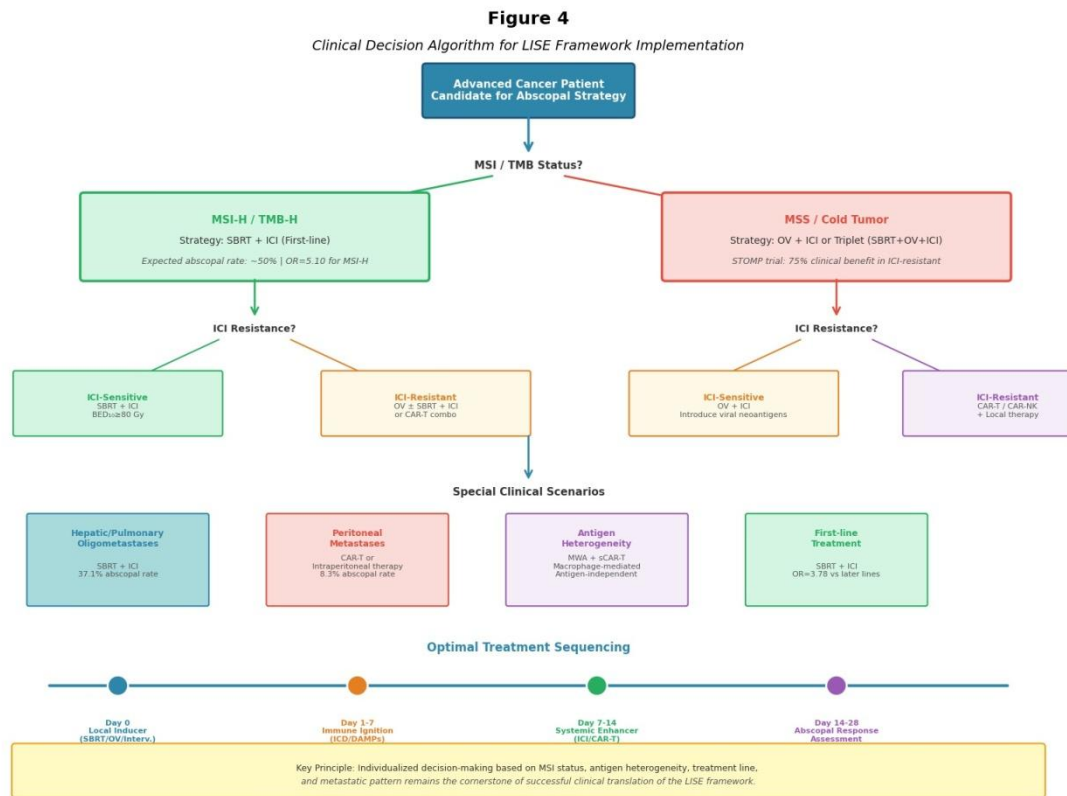 Figure 4
Clinical Decision Algorithm for LISE Framework Implementation
Advanced Cancer Patient
Candidate for Abscopal Strategy
MSI / TMB Status?
MSI-H / TMB-H
Strategy: SBRT + ICI (First-line)
Expected abscopal rate: ~50% | OR=5.10 for MSI-H
MSS / Cold Tumor
Strategy: OV + ICI or Triplet (SBRT+OV+ICI)
STOMP trial: 75% clinical benefit in ICI-resistant
ICI Resistance?
ICI Resistance?
ICI-Sensitive
SBRT + ICI
BED₁₀≥80 Gy
ICI-Resistant
OV ± SBRT + ICI
or CAR-T combo
ICI-Sensitive
OV + ICI
Introduce viral neoantigens
ICI-Resistant
CAR-T / CAR-NK
+ Local therapy
Special Clinical Scenarios
Hepatic/Pulmonary
Oligometastases
SBRT + ICI
37.1% abscopal rate
Peritoneal
Metastases
CAR-T or
Intraperitoneal therapy
8.3% abscopal rate
Antigen
Heterogeneity
MWA + sCAR-T
Macrophage-mediated
Antigen-independent
First-line
Treatment
SBRT + ICI
OR=3.78 vs later lines
Optimal Treatment Sequencing
Day 0
Local Inducer
(SBRT/OV/Interv.)
Day 1-7
Immune Ignition
(ICD/DAMPs)
Day 7-14
Systemic Enhancer
(ICI/CAR-T)
Day 14-28
Abscopal Response
Assessment
Key Principle: Individualized decision-making based on MSI status, antigen heterogeneity, treatment line,
and metastatic pattern remains the cornerstone of successful clinical translation of the LISE framework.